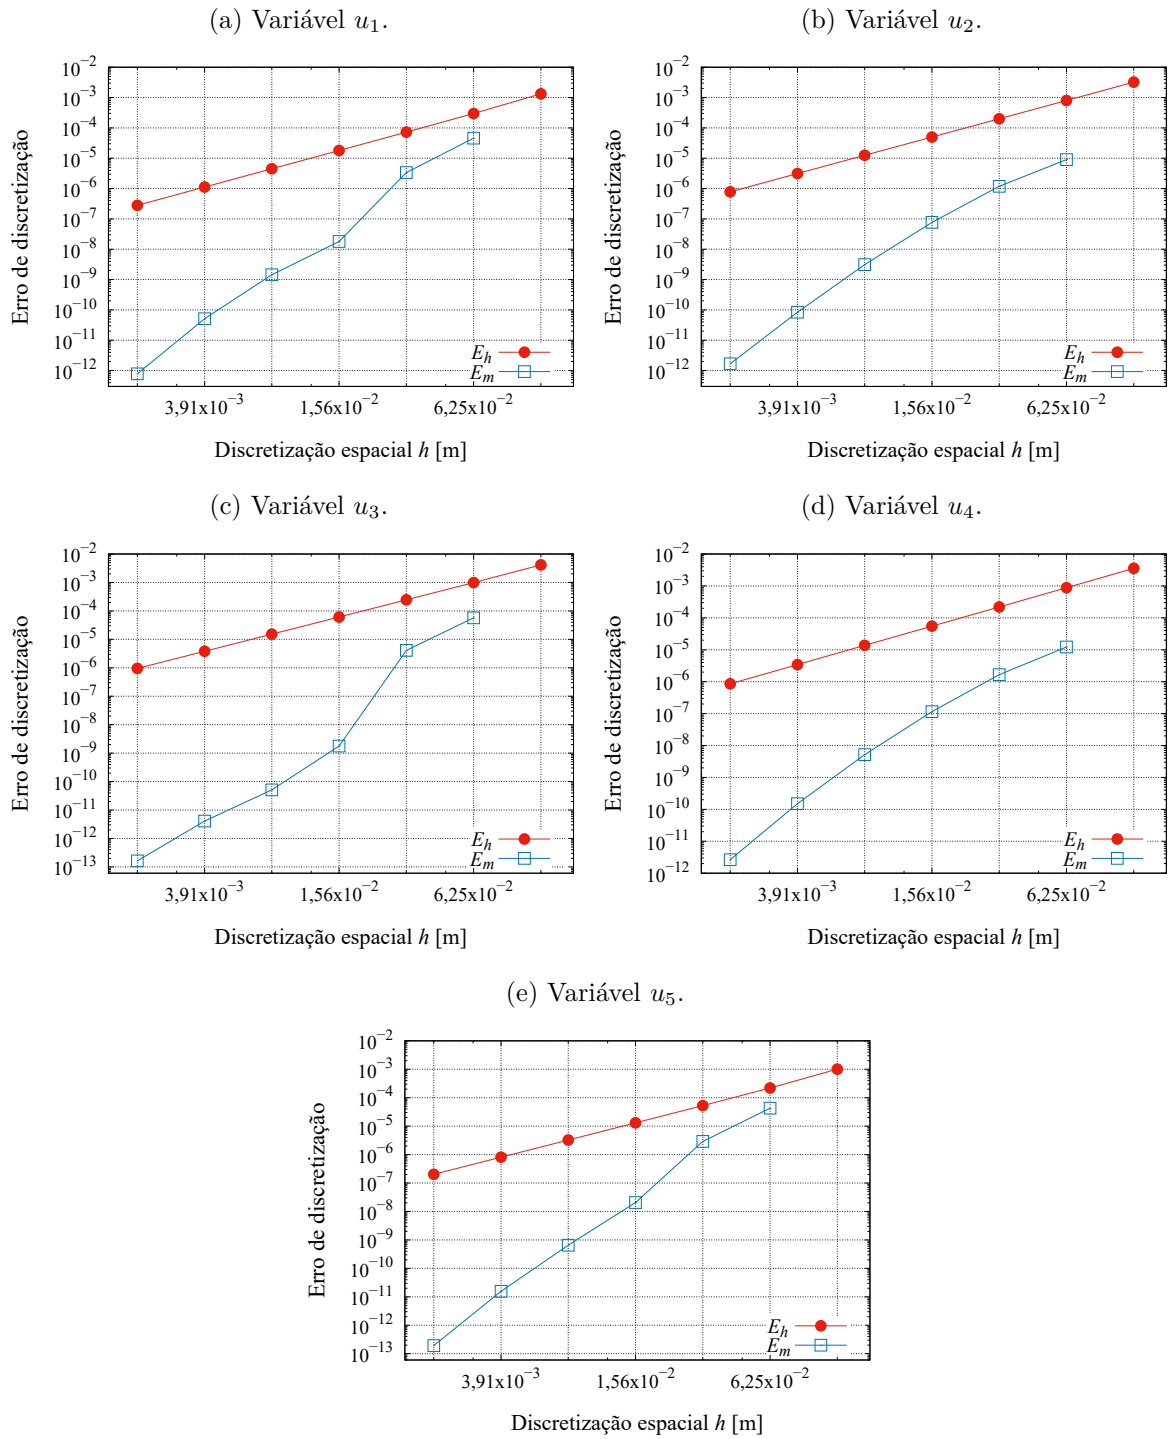 (a) Variável u₁.
Erro de discretização
10⁻²
10⁻³
10⁻⁴
10⁻⁵
10⁻⁶
10⁻⁷
10⁻⁸
10⁻⁹
10⁻¹⁰
10⁻¹¹
10⁻¹²
E_h
E_m
3,91x10⁻³ 1,56x10⁻² 6,25x10⁻²
Discretização espacial h [m]
(b) Variável u₂.
Erro de discretização
10⁻²
10⁻³
10⁻⁴
10⁻⁵
10⁻⁶
10⁻⁷
10⁻⁸
10⁻⁹
10⁻¹⁰
10⁻¹¹
10⁻¹²
E_h
E_m
3,91x10⁻³ 1,56x10⁻² 6,25x10⁻²
Discretização espacial h [m]
(c) Variável u₃.
Erro de discretização
10⁻²
10⁻³
10⁻⁴
10⁻⁵
10⁻⁶
10⁻⁷
10⁻⁸
10⁻⁹
10⁻¹⁰
10⁻¹¹
10⁻¹²
10⁻¹³
E_h
E_m
3,91x10⁻³ 1,56x10⁻² 6,25x10⁻²
Discretização espacial h [m]
(d) Variável u₄.
Erro de discretização
10⁻²
10⁻³
10⁻⁴
10⁻⁵
10⁻⁶
10⁻⁷
10⁻⁸
10⁻⁹
10⁻¹⁰
10⁻¹¹
10⁻¹²
E_h
E_m
3,91x10⁻³ 1,56x10⁻² 6,25x10⁻²
Discretização espacial h [m]
(e) Variável u₅.
Erro de discretização
10⁻²
10⁻³
10⁻⁴
10⁻⁵
10⁻⁶
10⁻⁷
10⁻⁸
10⁻⁹
10⁻¹⁰
10⁻¹¹
10⁻¹²
10⁻¹³
E_h
E_m
3,91x10⁻³ 1,56x10⁻² 6,25x10⁻²
Discretização espacial h [m]